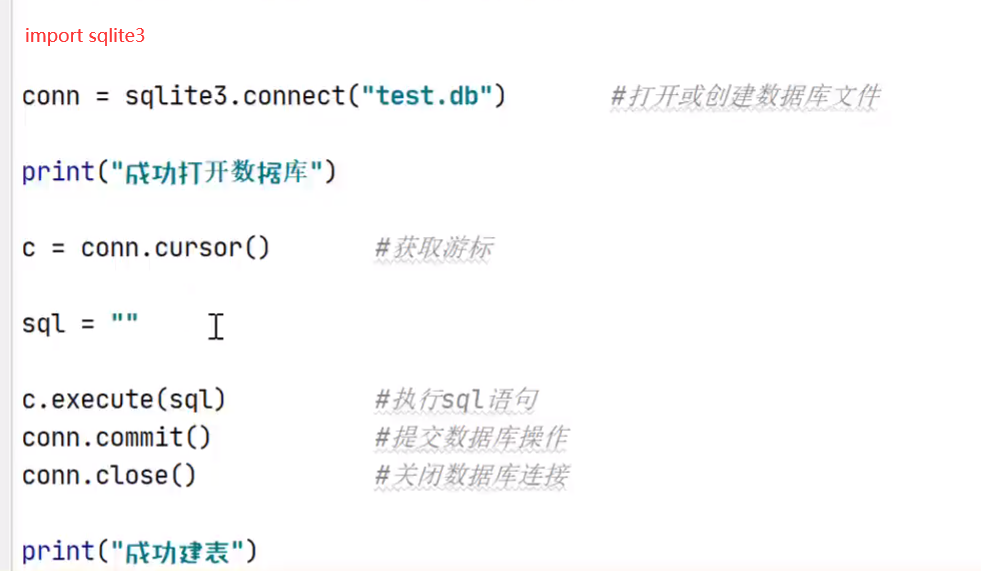 import sqlite3
conn = sqlite3.connect("test.db") #打开或创建数据库文件
print("成功打开数据库")
c = conn.cursor() #获取游标
sql = ""
c.execute(sql) #执行sql语句
conn.commit() #提交数据库操作
conn.close() #关闭数据库连接
print("成功建表")